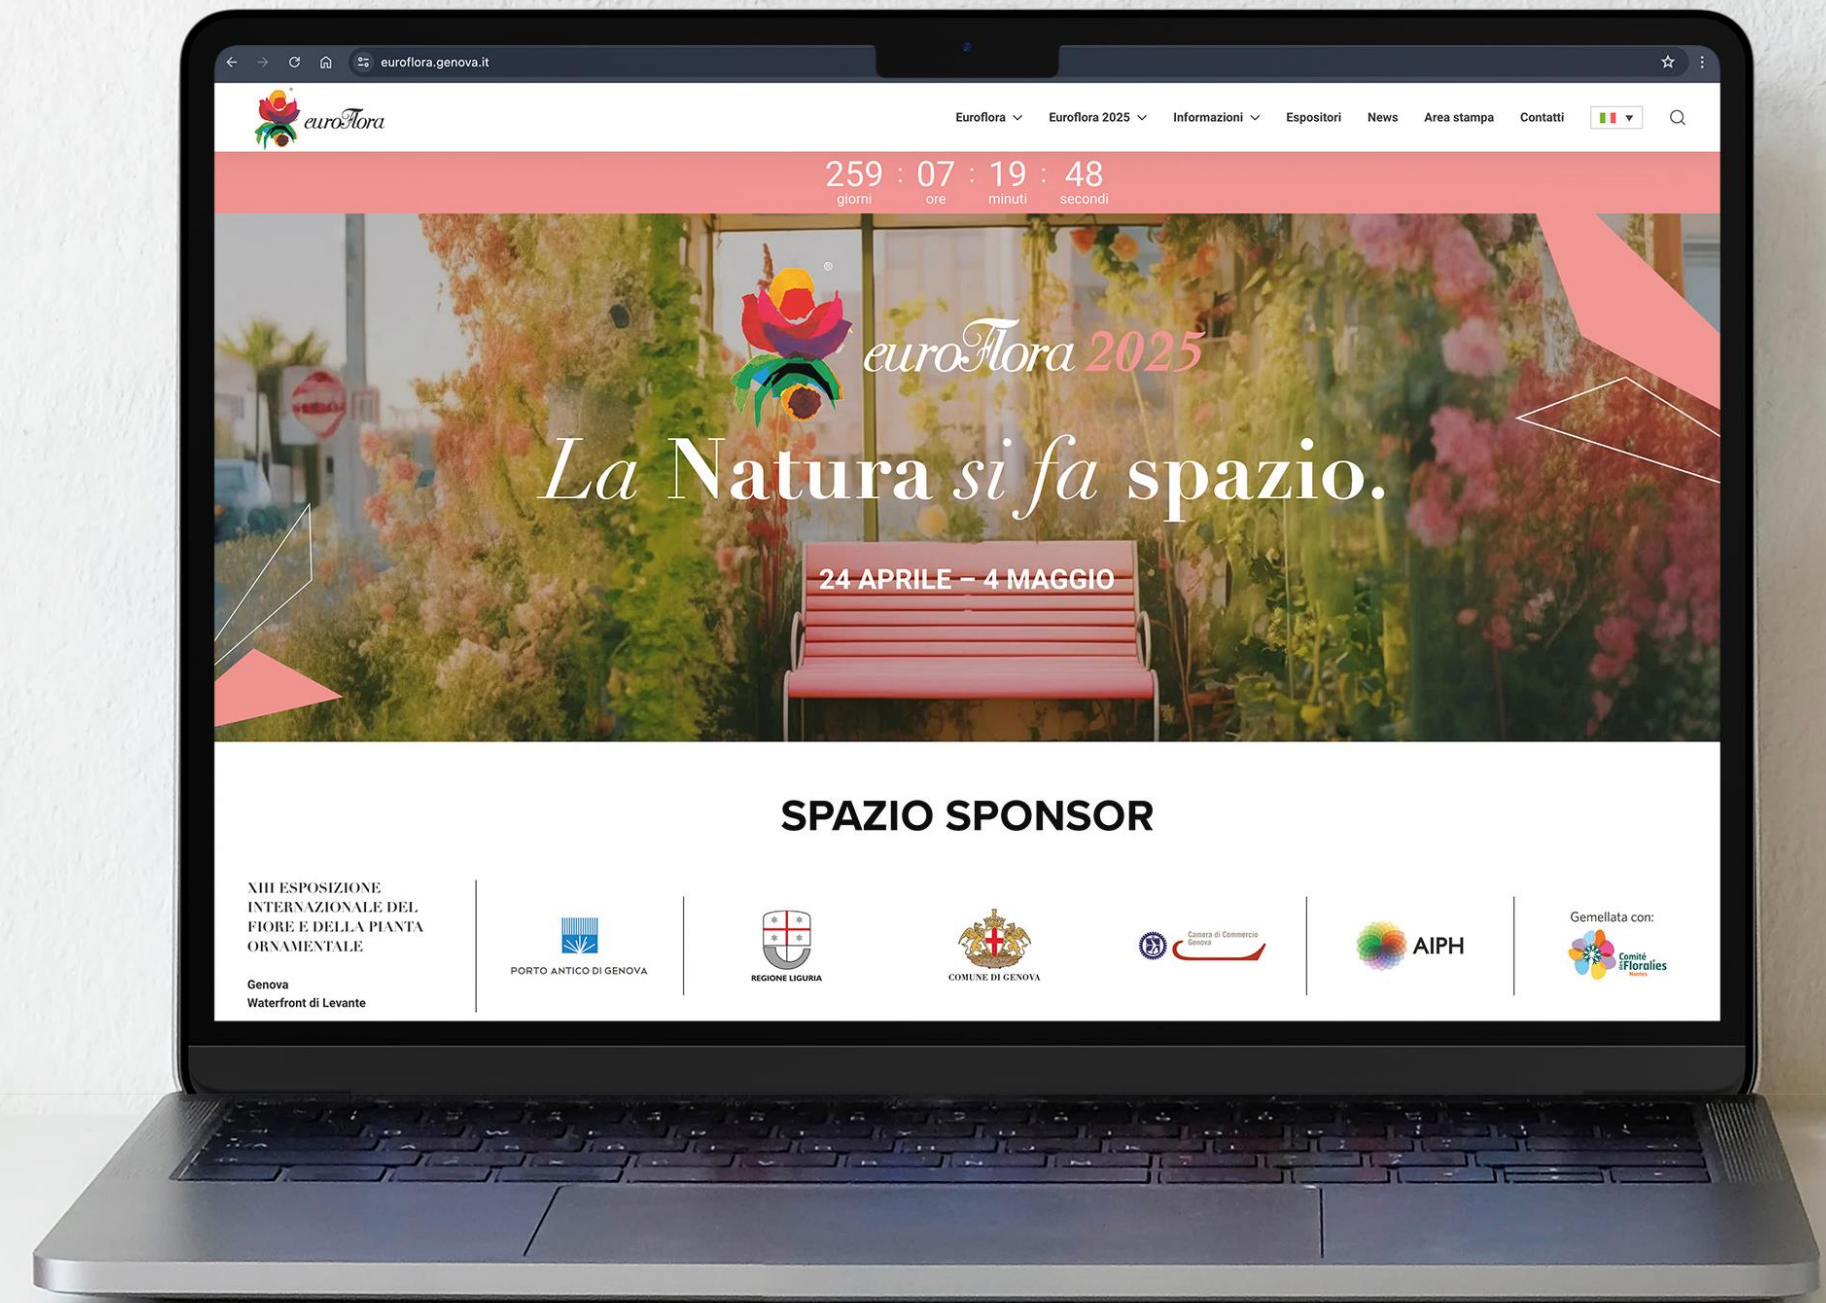 euroflora.genova.it
euroFlora
Euroflora Euroflora 2025 Informazioni Espositori News Area stampa Contatti
259 : 07 : 19 : 48
giorni ore minuti secondi
®
euroFlora 2025
La Natura si fa spazio.
24 APRILE – 4 MAGGIO
SPAZIO SPONSOR
XIII ESPOSIZIONE
INTERNAZIONALE DEL
FIORE E DELLA PIANTA
ORNAMENTALE
Genova
Waterfront di Levante
PORTO ANTICO DI GENOVA
REGIONE LIGURIA
COMUNE DI GENOVA
Camera di Commercio
Genova
AIPH
Gemellata con:
Comité
des Floralies
Nantes